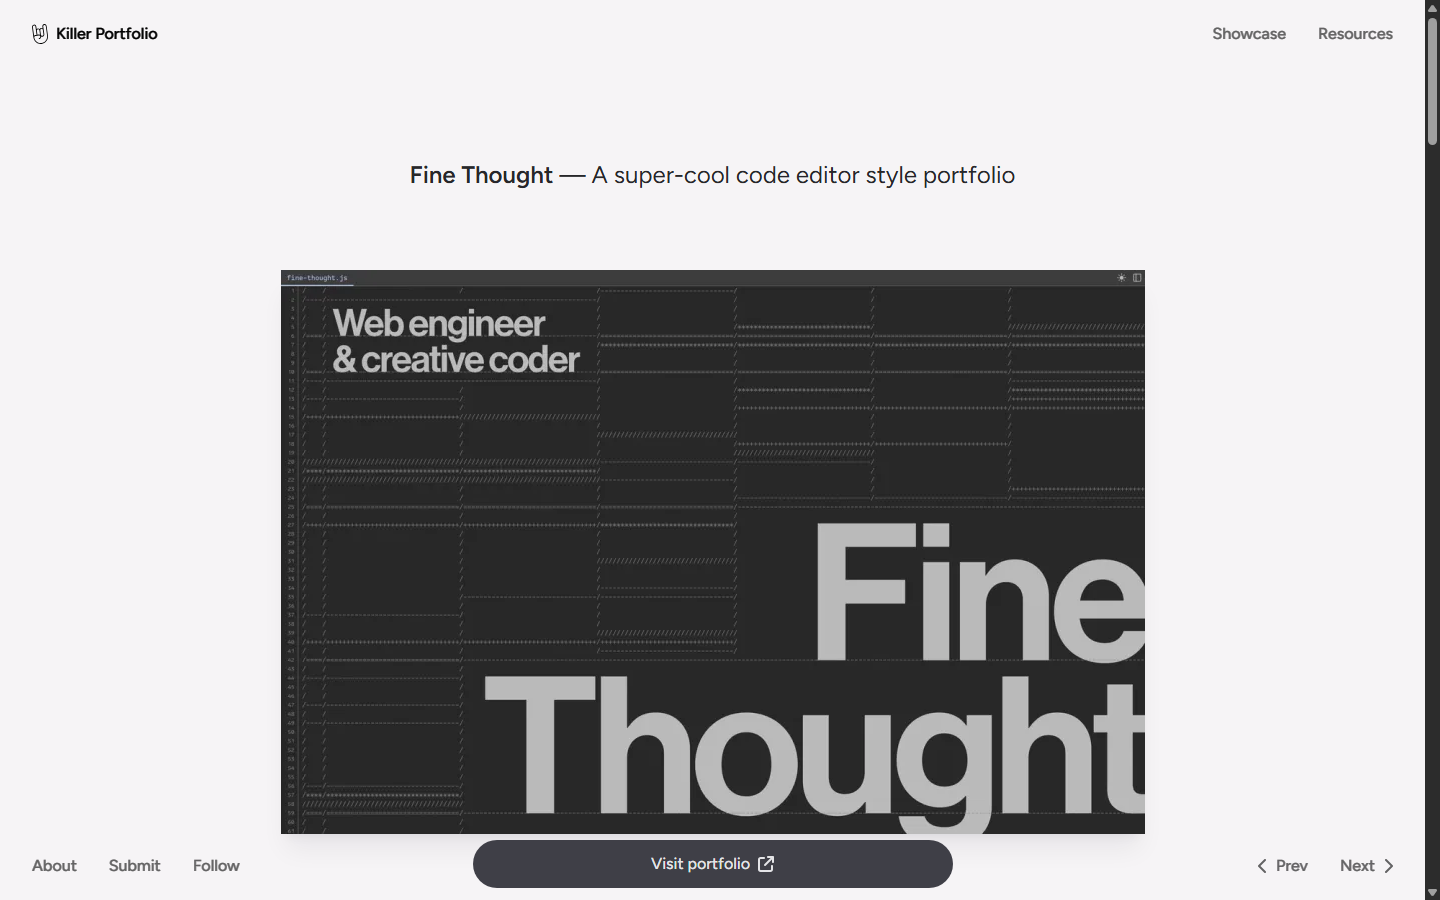 Killer Portfolio
Showcase
Resources
Fine Thought — A super-cool code editor style portfolio
fine-thought.js
Web engineer
& creative coder
Fine
Thought
About
Submit
Follow
Visit portfolio
Prev
Next